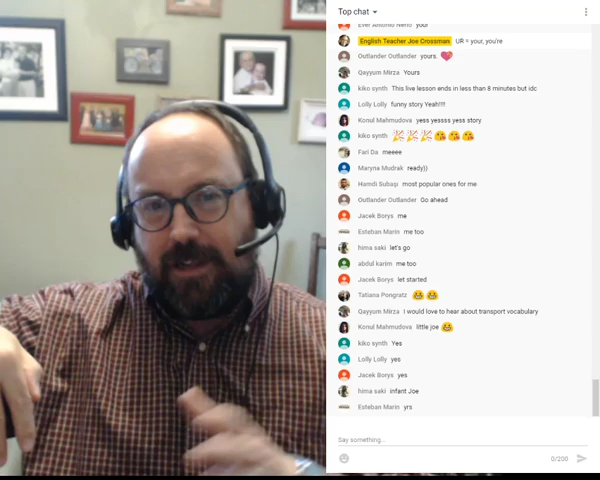 Top chat
Ever Antonio Nieño your
English Teacher Joe Crossman UR = your, you're
Outlander Outlander yours.
Qayyum Mirza Yours
kiko synth This live lesson ends in less than 8 minutes but idc
Lolly Lolly funny story Yeah!!!!
Konul Mahmudova yess yessss yess story
kiko synth
Fari Da meeee
Maryna Mudrak ready))
Hamdi Subaşı most popular ones for me
Outlander Outlander Go ahead
Jacek Borys me
Esteban Marin me too
hima saki let's go
abdul karim me too
Jacek Borys let started
Tatiana Pongratz
Qayyum Mirza I would love to hear about transport vocabulary
Konul Mahmudova little joe
kiko synth Yes
Lolly Lolly yes
Jacek Borys yes
hima saki infant Joe
Esteban Marin yrs
Say something...
0/200